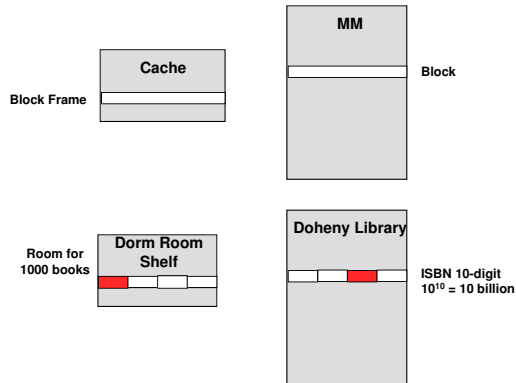 Cache
Block Frame
MM
Block
Dorm Room
Shelf
Room for
1000 books
Doheny Library
ISBN 10-digit
10¹⁰ = 10 billion